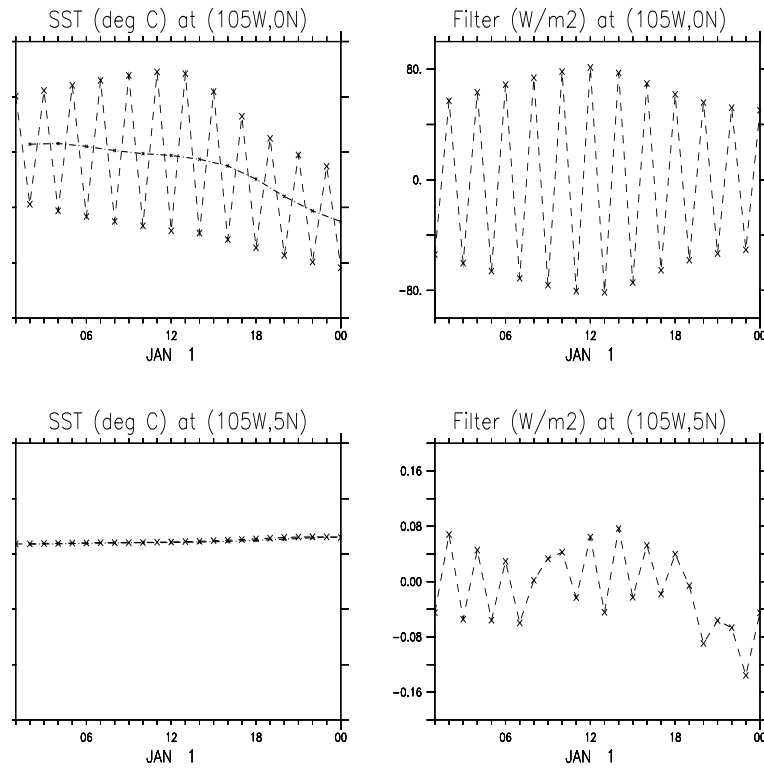 SST (deg C) at (105W,0N)
06 12 18 00
JAN 1
Filter (W/m2) at (105W,0N)
80.
0.
-80.
06 12 18 00
JAN 1
SST (deg C) at (105W,5N)
06 12 18 00
JAN 1
Filter (W/m2) at (105W,5N)
0.16
0.08
0.00
-0.08
-0.16
06 12 18 00
JAN 1